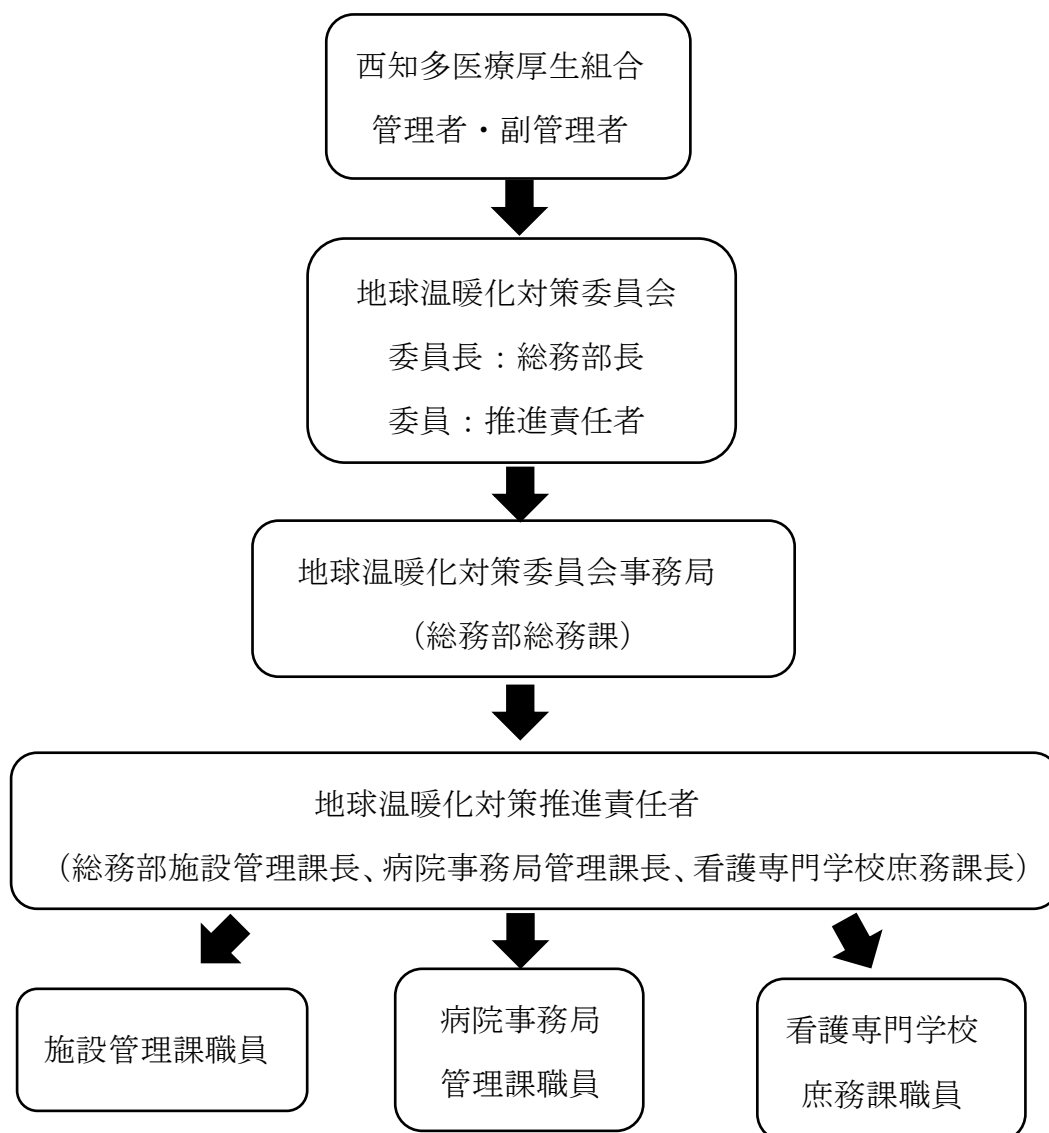 西知多医療厚生組合
管理者・副管理者
地球温暖化対策委員会
委員長：総務部長
委員：推進責任者
地球温暖化対策委員会事務局
（総務部総務課）
地球温暖化対策推進責任者
（総務部施設管理課長、病院事務局管理課長、看護専門学校庶務課長）
施設管理課職員
病院事務局
管理課職員
看護専門学校
庶務課職員